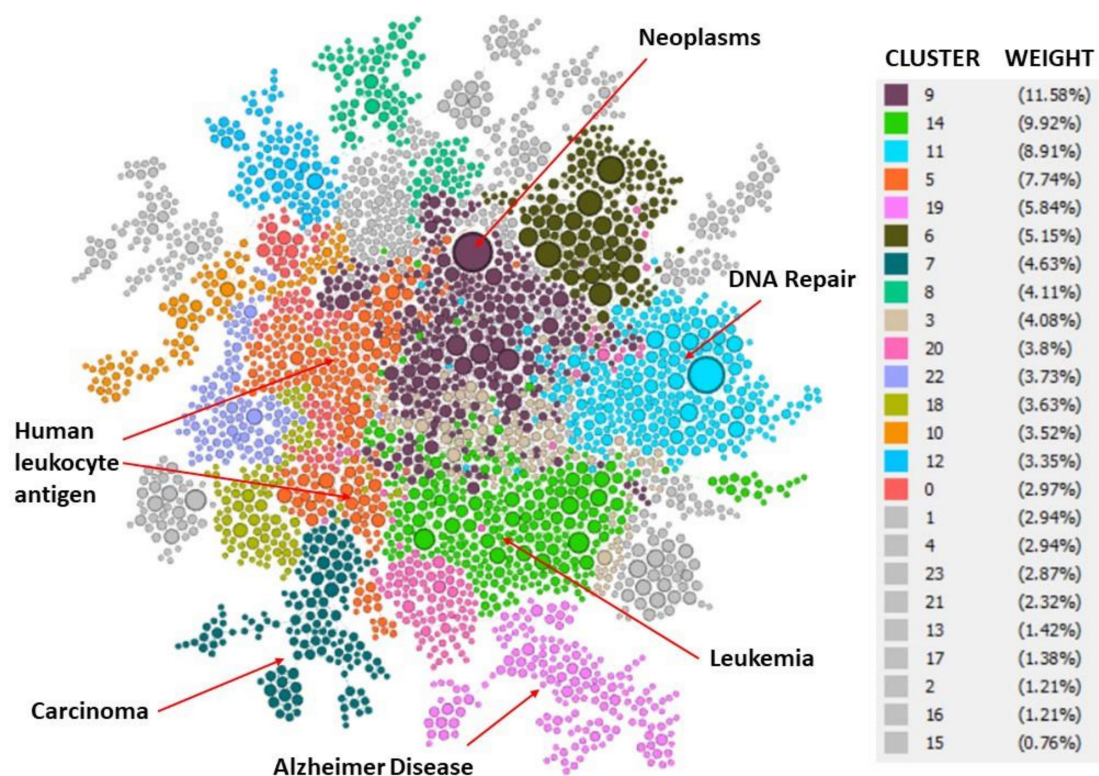 Neoplasms
DNA Repair
Human
leukocyte
antigen
Leukemia
Carcinoma
Alzheimer Disease
CLUSTER WEIGHT
9 (11.58%)
14 (9.92%)
11 (8.91%)
5 (7.74%)
19 (5.84%)
6 (5.15%)
7 (4.63%)
8 (4.11%)
3 (4.08%)
20 (3.8%)
22 (3.73%)
18 (3.63%)
10 (3.52%)
12 (3.35%)
0 (2.97%)
1 (2.94%)
4 (2.94%)
23 (2.87%)
21 (2.32%)
13 (1.42%)
17 (1.38%)
2 (1.21%)
16 (1.21%)
15 (0.76%)